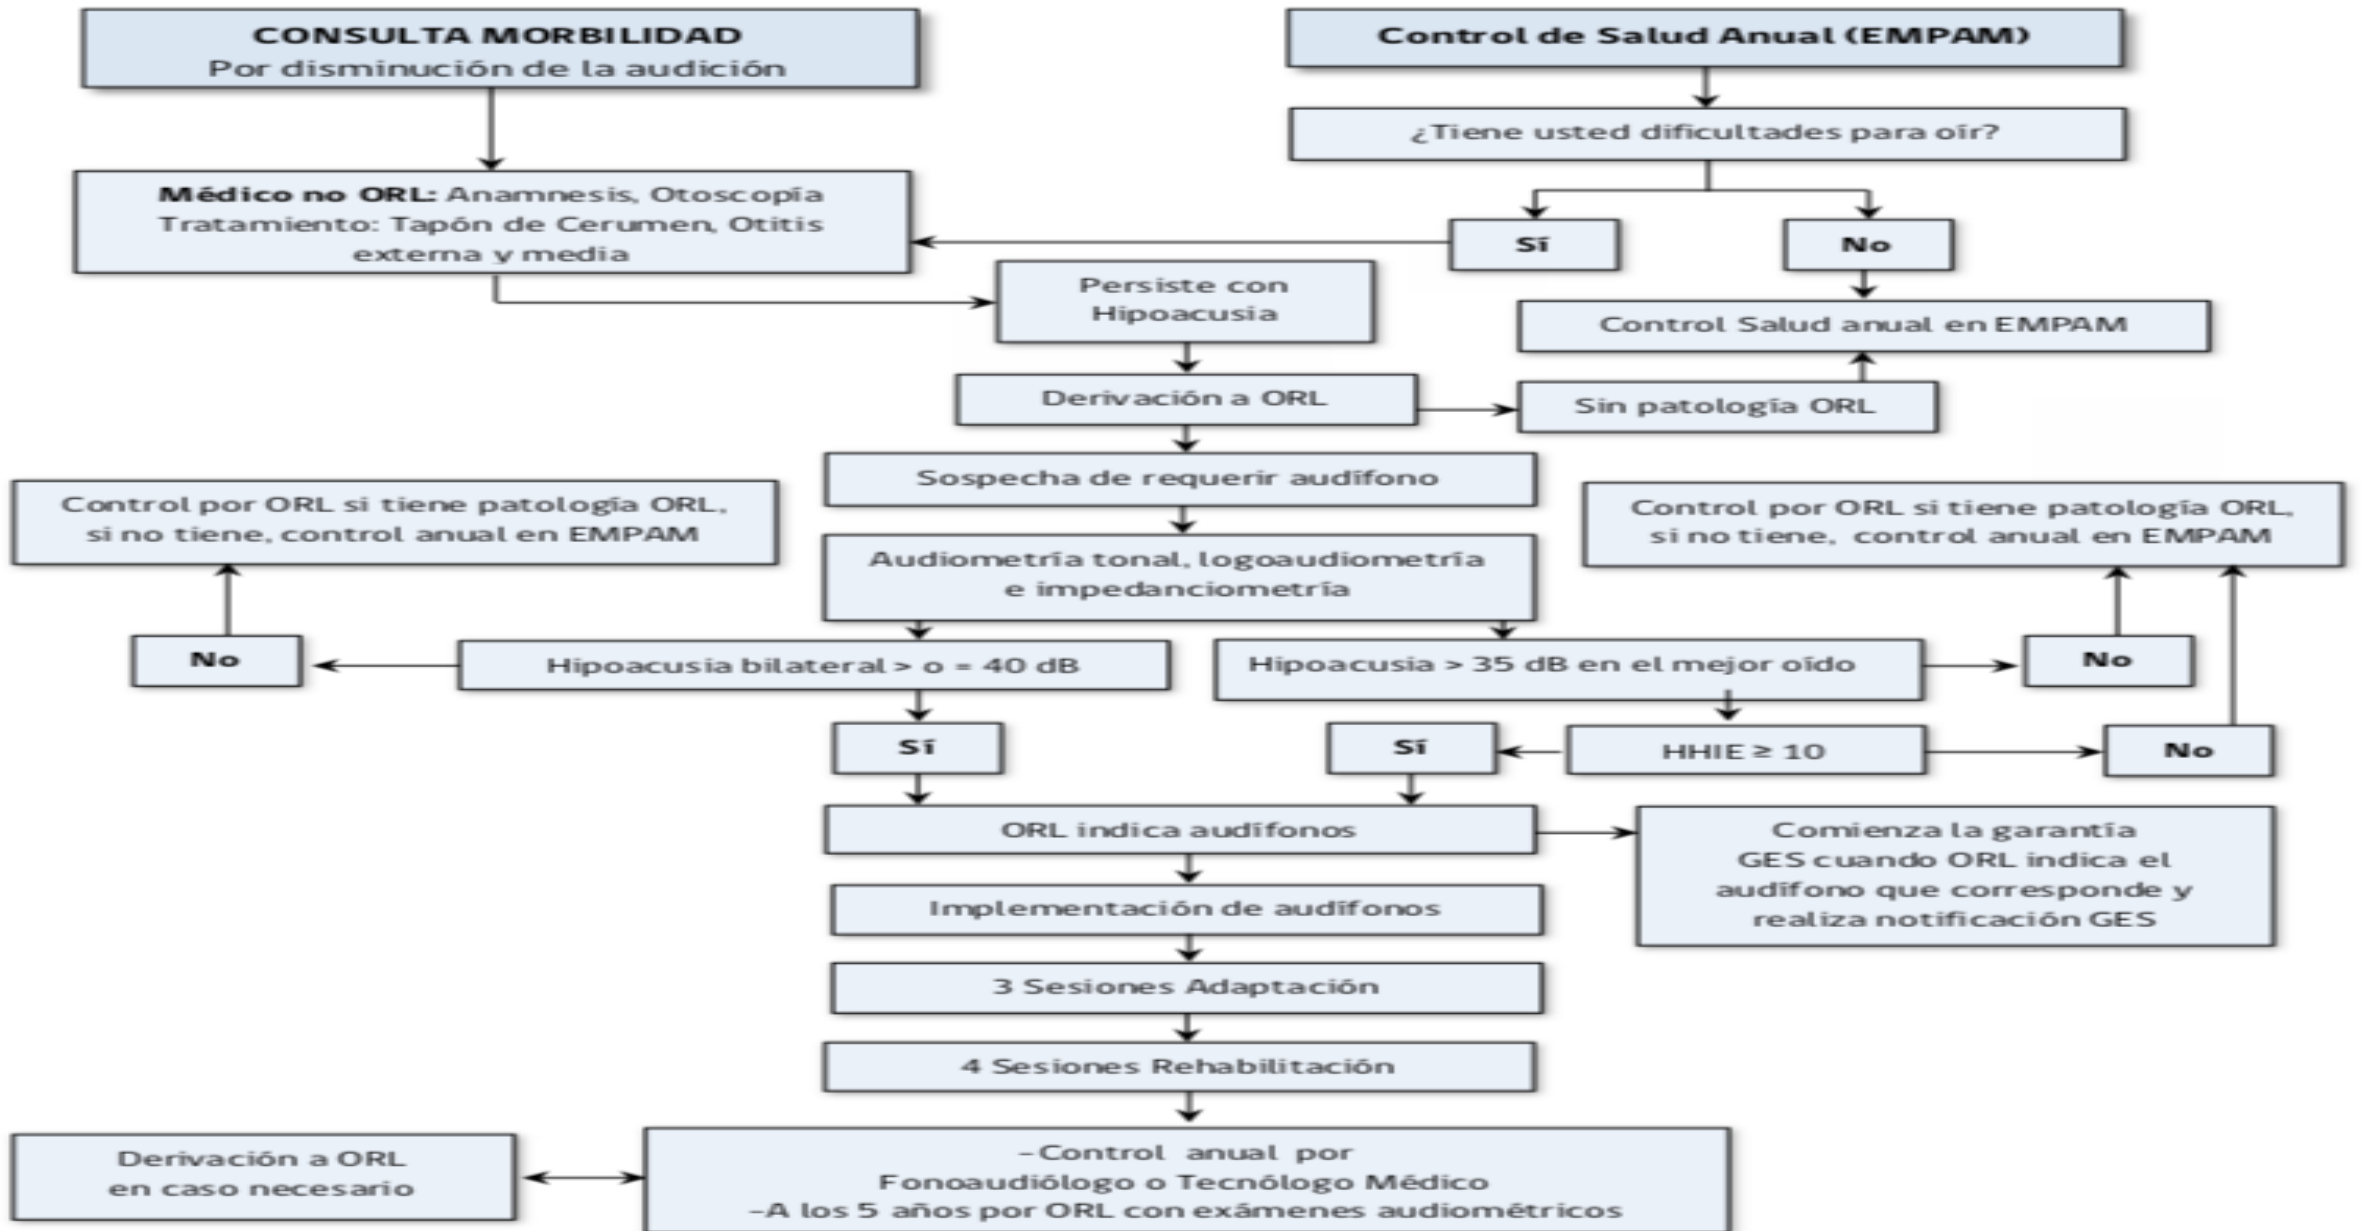 CONSULTA MORBILIDAD
Por disminución de la audición
Control de Salud Anual (EMPAM)
¿Tiene usted dificultades para oír?
Médico no ORL: Anamnesis, Otoscopía
Tratamiento: Tapón de Cerumen, Otitis
externa y media
Sí
No
Persiste con
Hipoacusia
Control Salud anual en EMPAM
Derivación a ORL
Sin patología ORL
Sospecha de requerir audífono
Control por ORL si tiene patología ORL,
si no tiene, control anual en EMPAM
Control por ORL si tiene patología ORL,
si no tiene, control anual en EMPAM
Audiometría tonal, logoaudiometría
e impedanciometría
No
Hipoacusia bilateral > o = 40 dB
Hipoacusia > 35 dB en el mejor oído
No
Sí
Sí
HHIE ≥ 10
No
ORL indica audífonos
Comienza la garantía
GES cuando ORL indica el
audífono que corresponde y
realiza notificación GES
Implementación de audífonos
3 Sesiones Adaptación
4 Sesiones Rehabilitación
Derivación a ORL
en caso necesario
-Control anual por
Fonoaudiólogo o Tecnólogo Médico
-A los 5 años por ORL con exámenes audiométricos